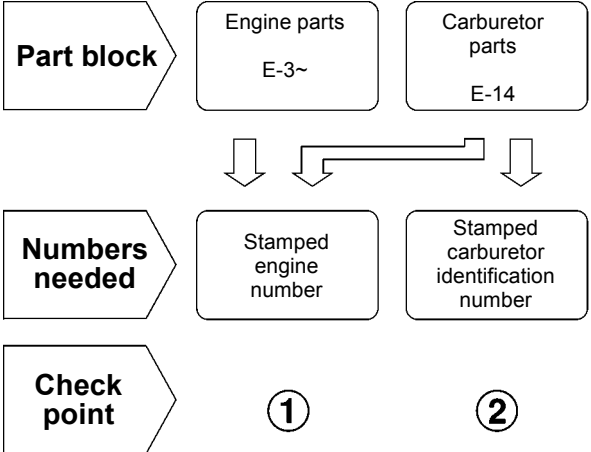 Part block
Engine parts
E-3~
Carburetor
parts
E-14
Numbers
needed
Stamped
engine
number
Stamped
carburetor
identification
number
Check
point
①
②